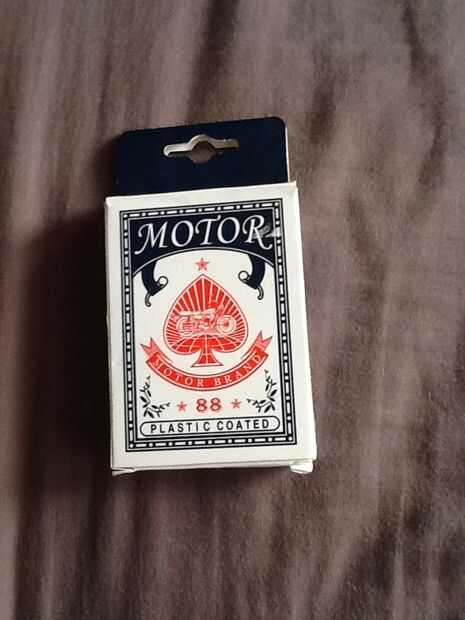 MOTOR
MOTOR BRAND
88
PLASTIC COATED